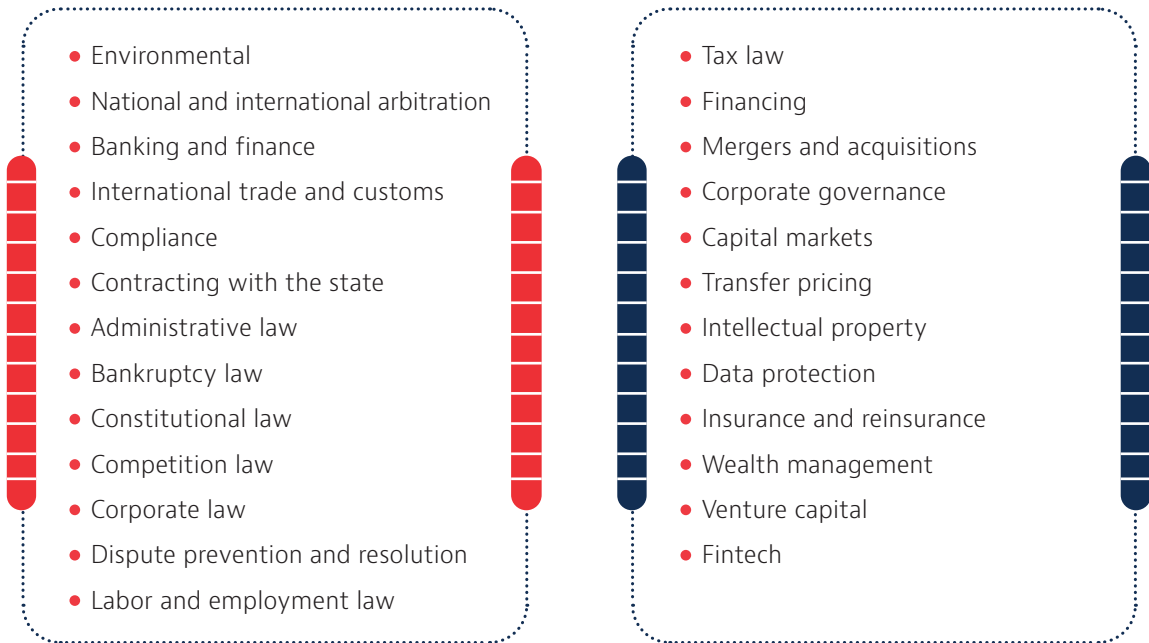 Environmental
National and international arbitration
Banking and finance
International trade and customs
Compliance
Contracting with the state
Administrative law
Bankruptcy law
Constitutional law
Competition law
Corporate law
Dispute prevention and resolution
Labor and employment law
Tax law
Financing
Mergers and acquisitions
Corporate governance
Capital markets
Transfer pricing
Intellectual property
Data protection
Insurance and reinsurance
Wealth management
Venture capital
Fintech